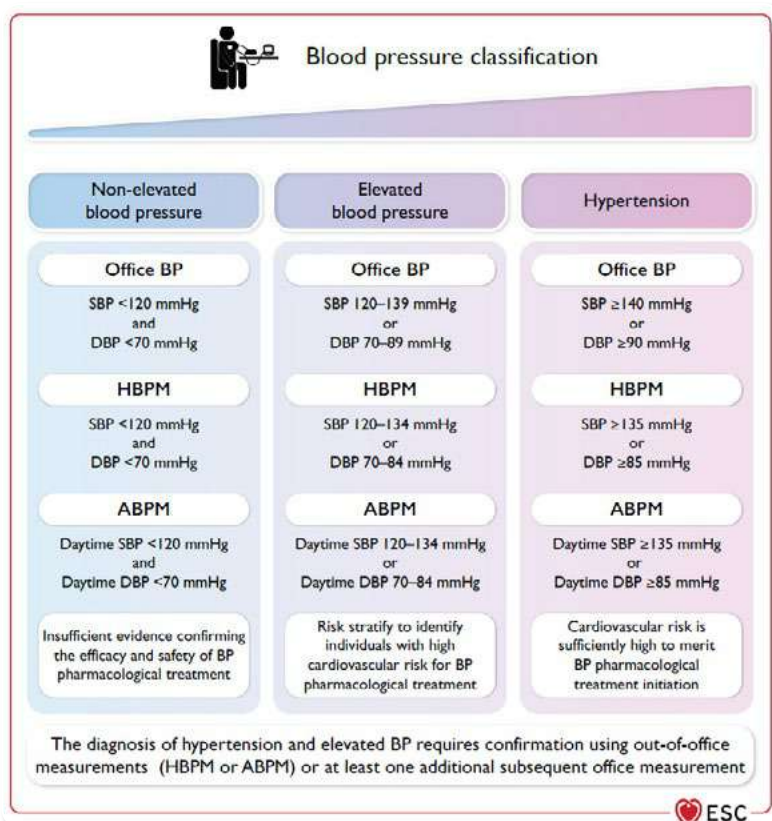 Blood pressure classification
Non-elevated
blood pressure
Office BP
SBP <120 mmHg
and
DBP <70 mmHg
HBPM
SBP <120 mmHg
and
DBP <70 mmHg
ABPM
Daytime SBP <120 mmHg
and
Daytime DBP <70 mmHg
Insufficient evidence confirming
the efficacy and safety of BP
pharmacological treatment
Elevated
blood pressure
Office BP
SBP 120–139 mmHg
or
DBP 70–89 mmHg
HBPM
SBP 120–134 mmHg
or
DBP 70–84 mmHg
ABPM
Daytime SBP 120–134 mmHg
or
Daytime DBP 70–84 mmHg
Risk stratify to identify
individuals with high
cardiovascular risk for BP
pharmacological treatment
Hypertension
Office BP
SBP ≥140 mmHg
or
DBP ≥90 mmHg
HBPM
SBP ≥135 mmHg
or
DBP ≥85 mmHg
ABPM
Daytime SBP ≥135 mmHg
or
Daytime DBP ≥85 mmHg
Cardiovascular risk is
sufficiently high to merit
BP pharmacological
treatment initiation
The diagnosis of hypertension and elevated BP requires confirmation using out-of-office
measurements (HBPM or ABPM) or at least one additional subsequent office measurement
ESC